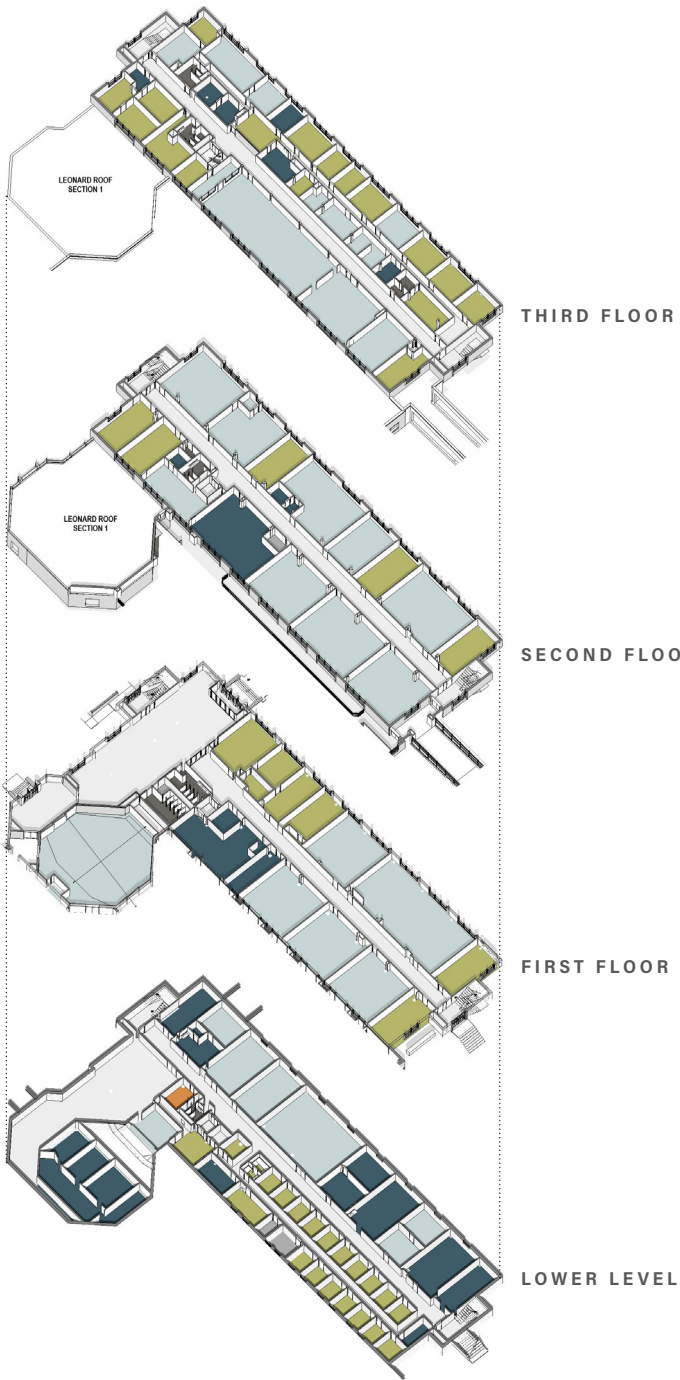 LEONARD ROOF
SECTION 1
THIRD FLOOR
LEONARD ROOF
SECTION 1
SECOND FLOO
FIRST FLOOR
LOWER LEVEL